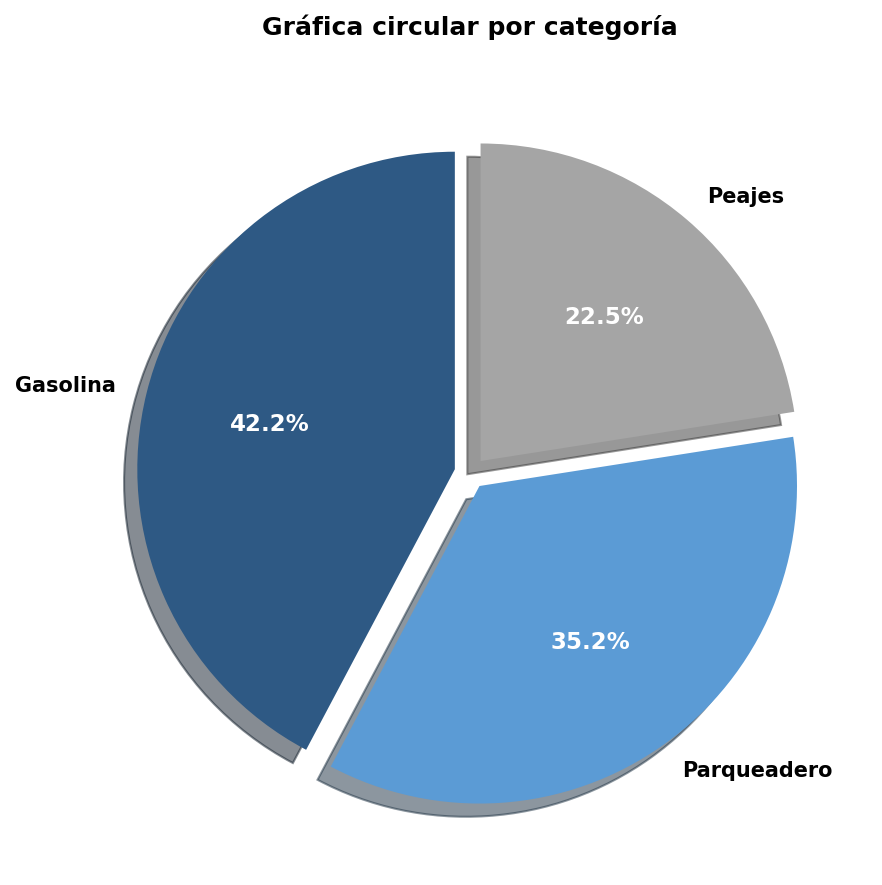 Gráfica circular por categoría
Peajes
22.5%
Gasolina
42.2%
35.2%
Parqueadero